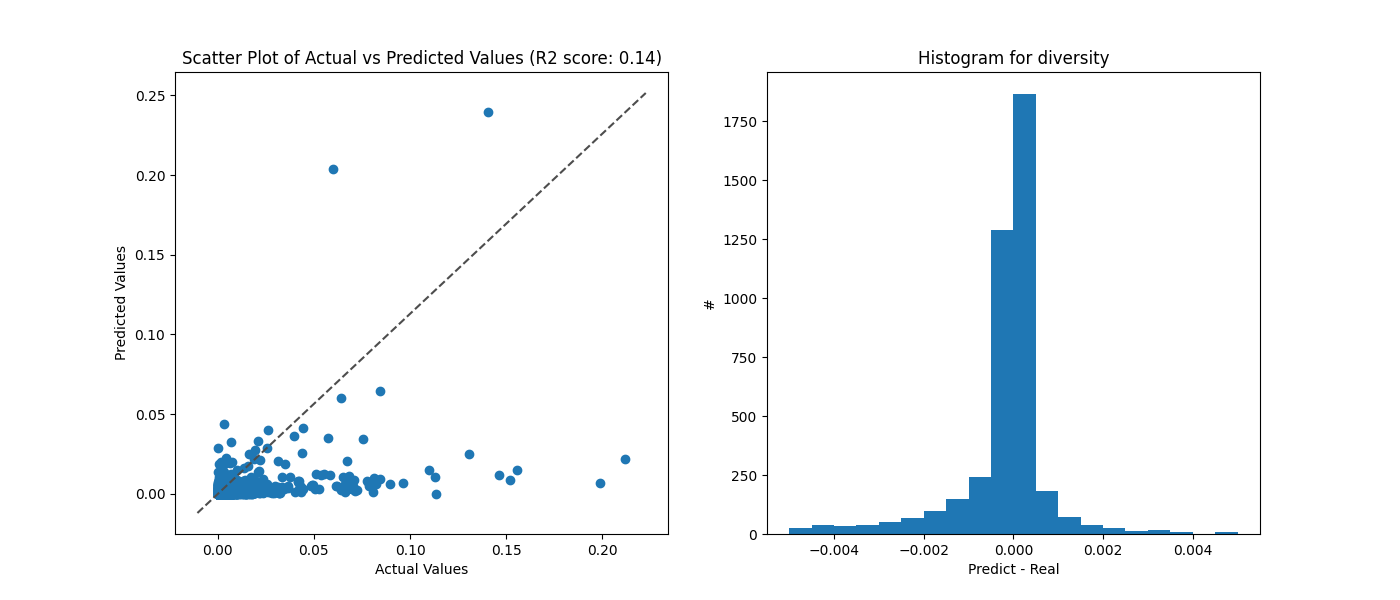 Scatter Plot of Actual vs Predicted Values (R2 score: 0.14)
0.25
0.20
0.15
0.10
0.05
0.00
Predicted Values
0.00 0.05 0.10 0.15 0.20
Actual Values
Histogram for diversity
1750
1500
1250
1000
750
500
250
0
#
−0.004 −0.002 0.000 0.002 0.004
Predict - Real